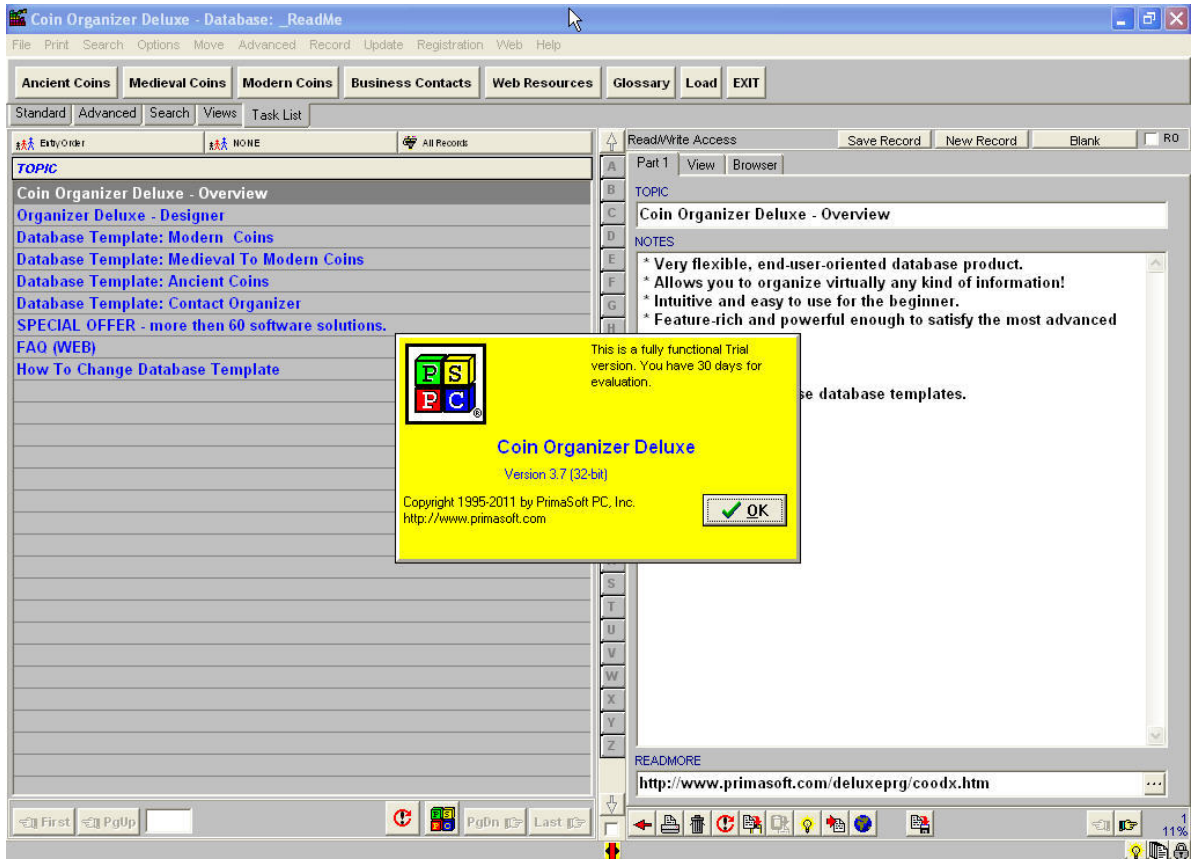 Coin Organizer Deluxe - Database: _ReadMe
File Print Search Options Move Advanced Record Update Registration Web Help
Ancient Coins Medieval Coins Modern Coins Business Contacts Web Resources Glossary Load EXIT
Standard Advanced Search Views Task List
EntryOrder NONE All Records
TOPIC
Coin Organizer Deluxe - Overview
Organizer Deluxe - Designer
Database Template: Modern Coins
Database Template: Medieval To Modern Coins
Database Template: Ancient Coins
Database Template: Contact Organizer
SPECIAL OFFER - more then 60 software solutions.
FAQ (WEB)
How To Change Database Template
A
B
C
D
E
F
G
H
S
T
U
V
W
X
Y
Z
Read/Write Access Save Record New Record Blank RO
Part 1 View Browser
TOPIC
Coin Organizer Deluxe - Overview
NOTES
* Very flexible, end-user-oriented database product.
* Allows you to organize virtually any kind of information!
* Intuitive and easy to use for the beginner.
* Feature-rich and powerful enough to satisfy the most advanced
se database templates.
READMORE
http://www.primasoft.com/deluxeprg/coodx.htm ...
This is a fully functional Trial
version. You have 30 days for
evaluation.
PS
PC
®
Coin Organizer Deluxe
Version 3.7 (32-bit)
Copyright 1995-2011 by PrimaSoft PC, Inc.
http://www.primasoft.com
OK
First PgUp PgDn Last
1
11%